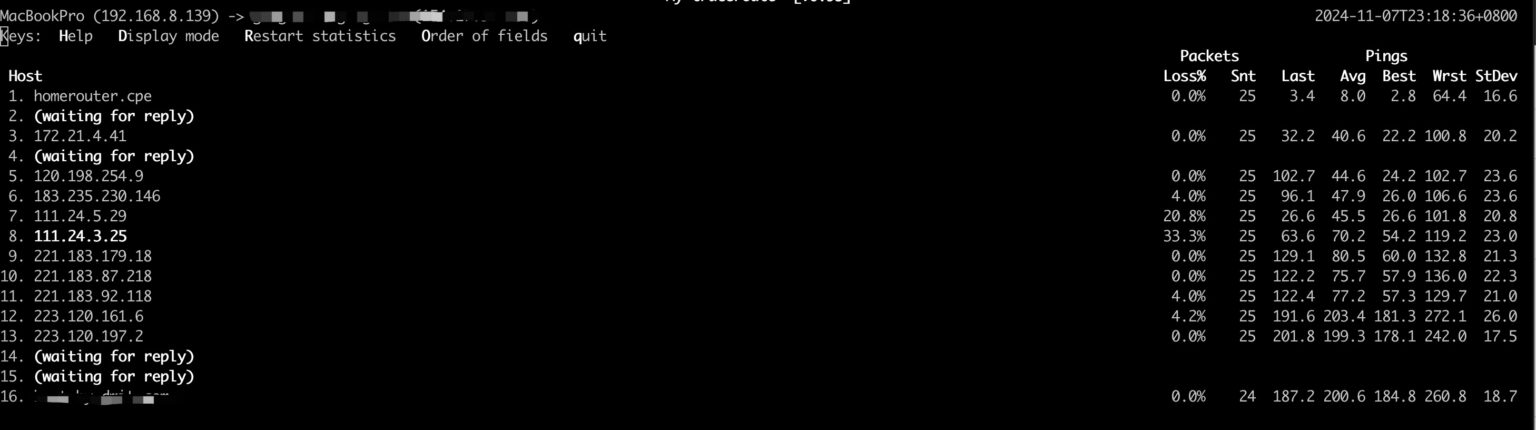 MacBookPro (192.168.8.139) -> 2024-11-07T23:18:36+0800
Keys: Help Display mode Restart statistics Order of fields quit
Packets Pings
Host Loss% Snt Last Avg Best Wrst StDev
1. homerouter.cpe 0.0% 25 3.4 8.0 2.8 64.4 16.6
2. (waiting for reply)
3. 172.21.4.41 0.0% 25 32.2 40.6 22.2 100.8 20.2
4. (waiting for reply)
5. 120.198.254.9 0.0% 25 102.7 44.6 24.2 102.7 23.6
6. 183.235.230.146 4.0% 25 96.1 47.9 26.0 106.6 23.6
7. 111.24.5.29 20.8% 25 26.6 45.5 26.6 101.8 20.8
8. 111.24.3.25 33.3% 25 63.6 70.2 54.2 119.2 23.0
9. 221.183.179.18 0.0% 25 129.1 80.5 60.0 132.8 21.3
10. 221.183.87.218 0.0% 25 122.2 75.7 57.9 136.0 22.3
11. 221.183.92.118 4.0% 25 122.4 77.2 57.3 129.7 21.0
12. 223.120.161.6 4.2% 25 191.6 203.4 181.3 272.1 26.0
13. 223.120.197.2 0.0% 25 201.8 199.3 178.1 242.0 17.5
14. (waiting for reply)
15. (waiting for reply)
16. 0.0% 24 187.2 200.6 184.8 260.8 18.7